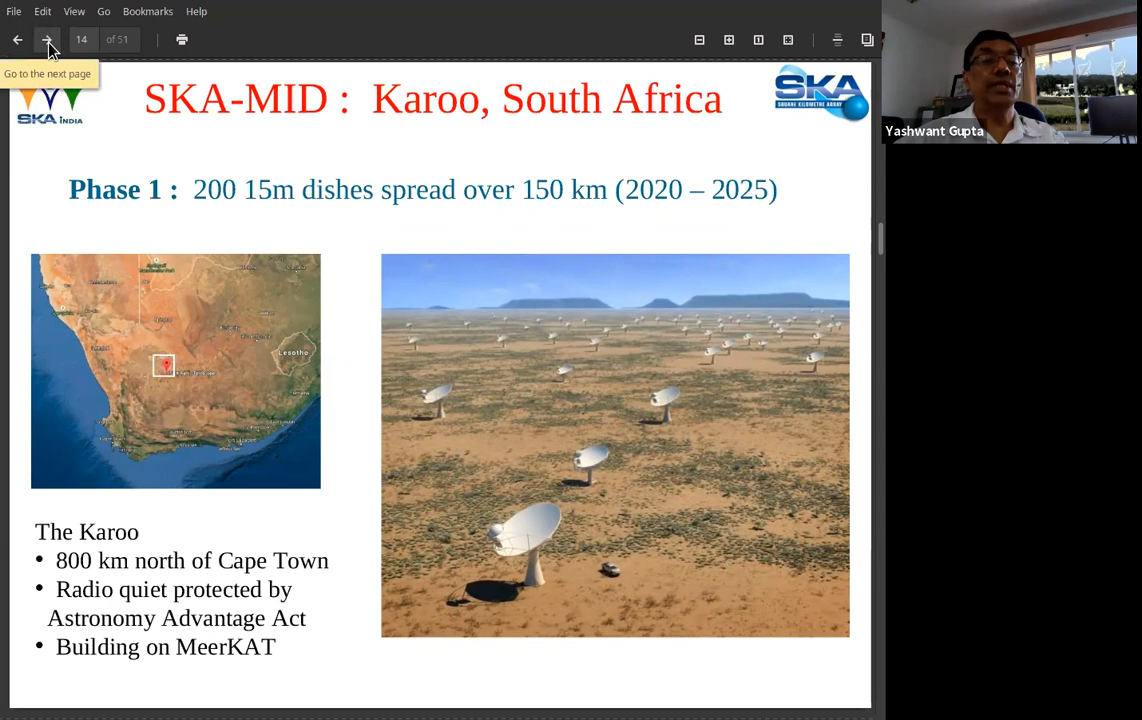 File Edit View Go Bookmarks Help
14 of 51
Go to the next page
SKA INDIA
SKA-MID : Karoo, South Africa
SKA
SQUARE KILOMETRE ARRAY
Yashwant Gupta
Phase 1 : 200 15m dishes spread over 150 km (2020 – 2025)
Lesotho
The Karoo
• 800 km north of Cape Town
• Radio quiet protected by
Astronomy Advantage Act
• Building on MeerKAT